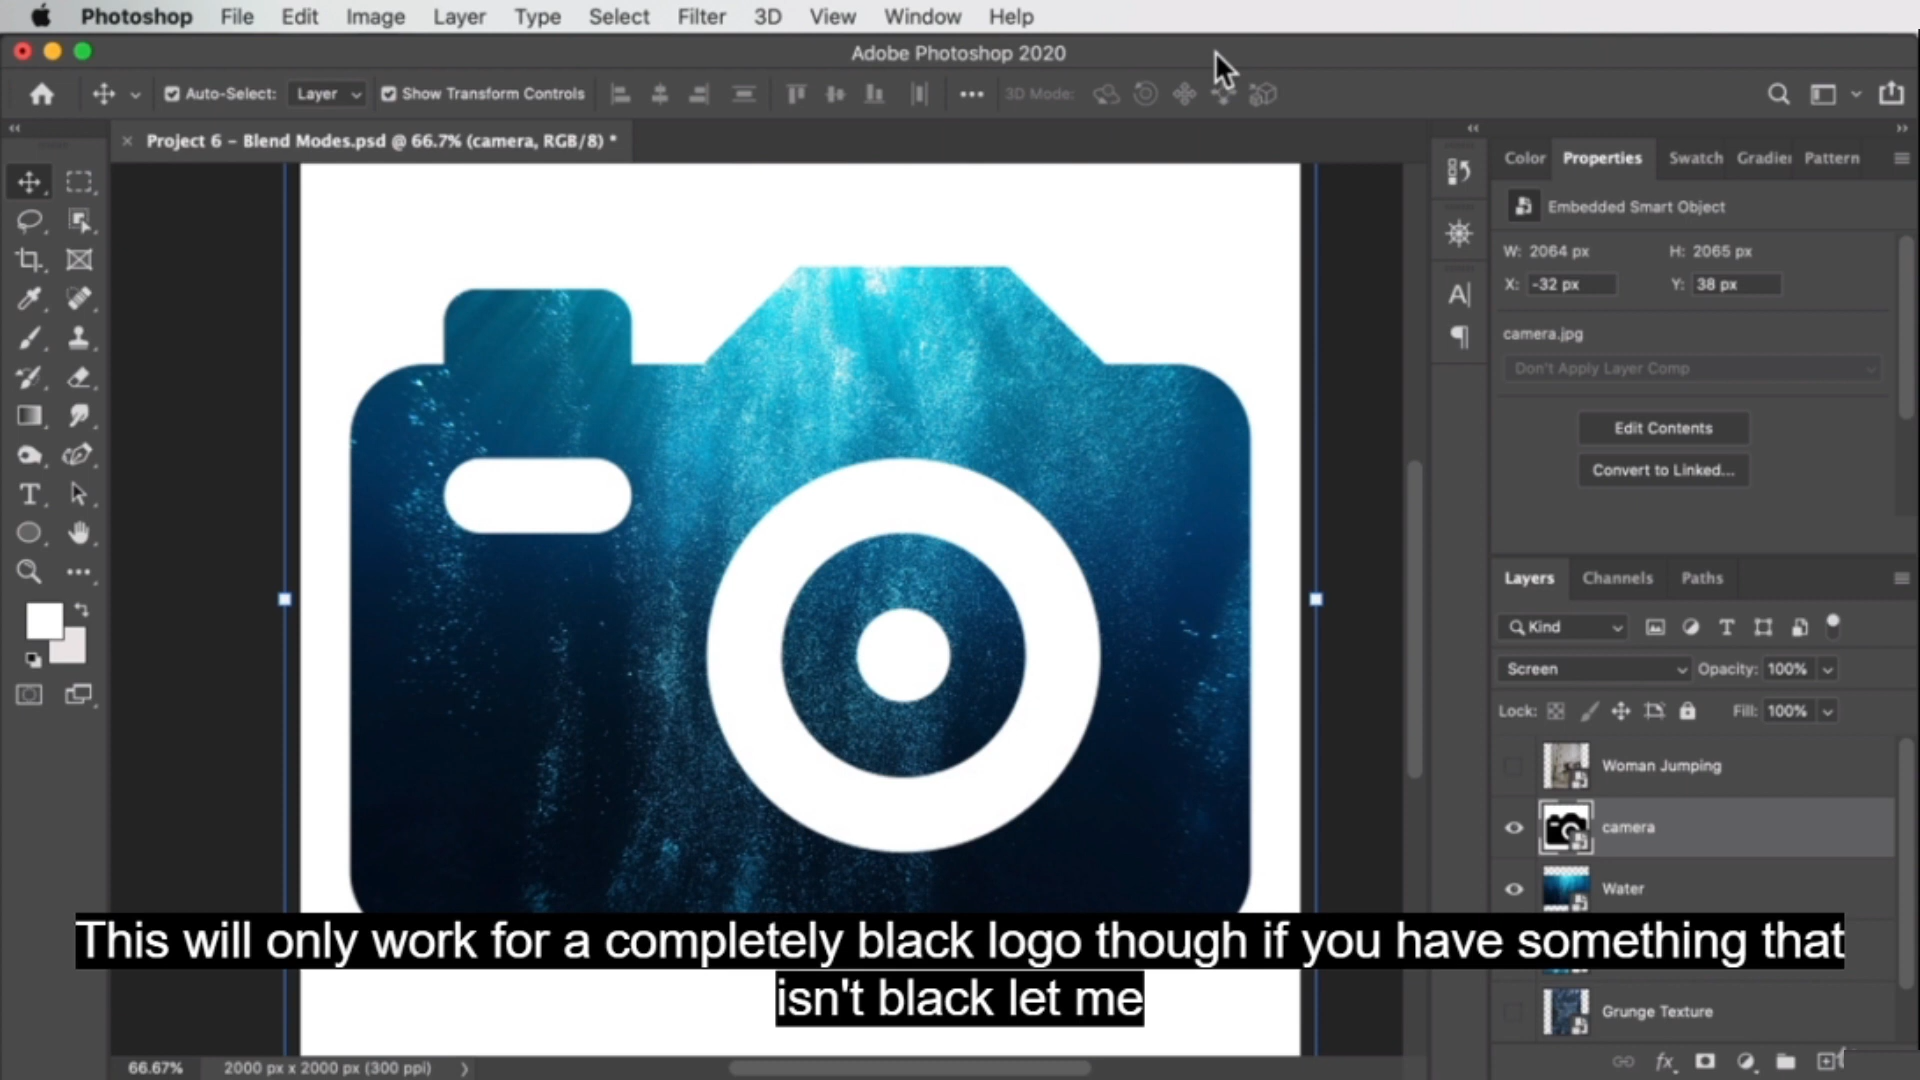 Photoshop File Edit Image Layer Type Select Filter 3D View Window Help
Adobe Photoshop 2020
Auto-Select: Layer Show Transform Controls 3D Mode:
Project 6 - Blend Modes.psd @ 66.7% (camera, RGB/8) *
Color Properties Swatch Gradie Pattern
Embedded Smart Object
W: 2064 px H: 2065 px
X: -32 px Y: 38 px
camera.jpg
Don't Apply Layer Comp
Edit Contents
Convert to Linked...
Layers Channels Paths
Kind
Screen Opacity: 100%
Lock: Fill: 100%
Woman Jumping
camera
Water
This will only work for a completely black logo though if you have something that
isn't black let me
Grunge Texture
66.67% 2000 px x 2000 px (300 ppi)